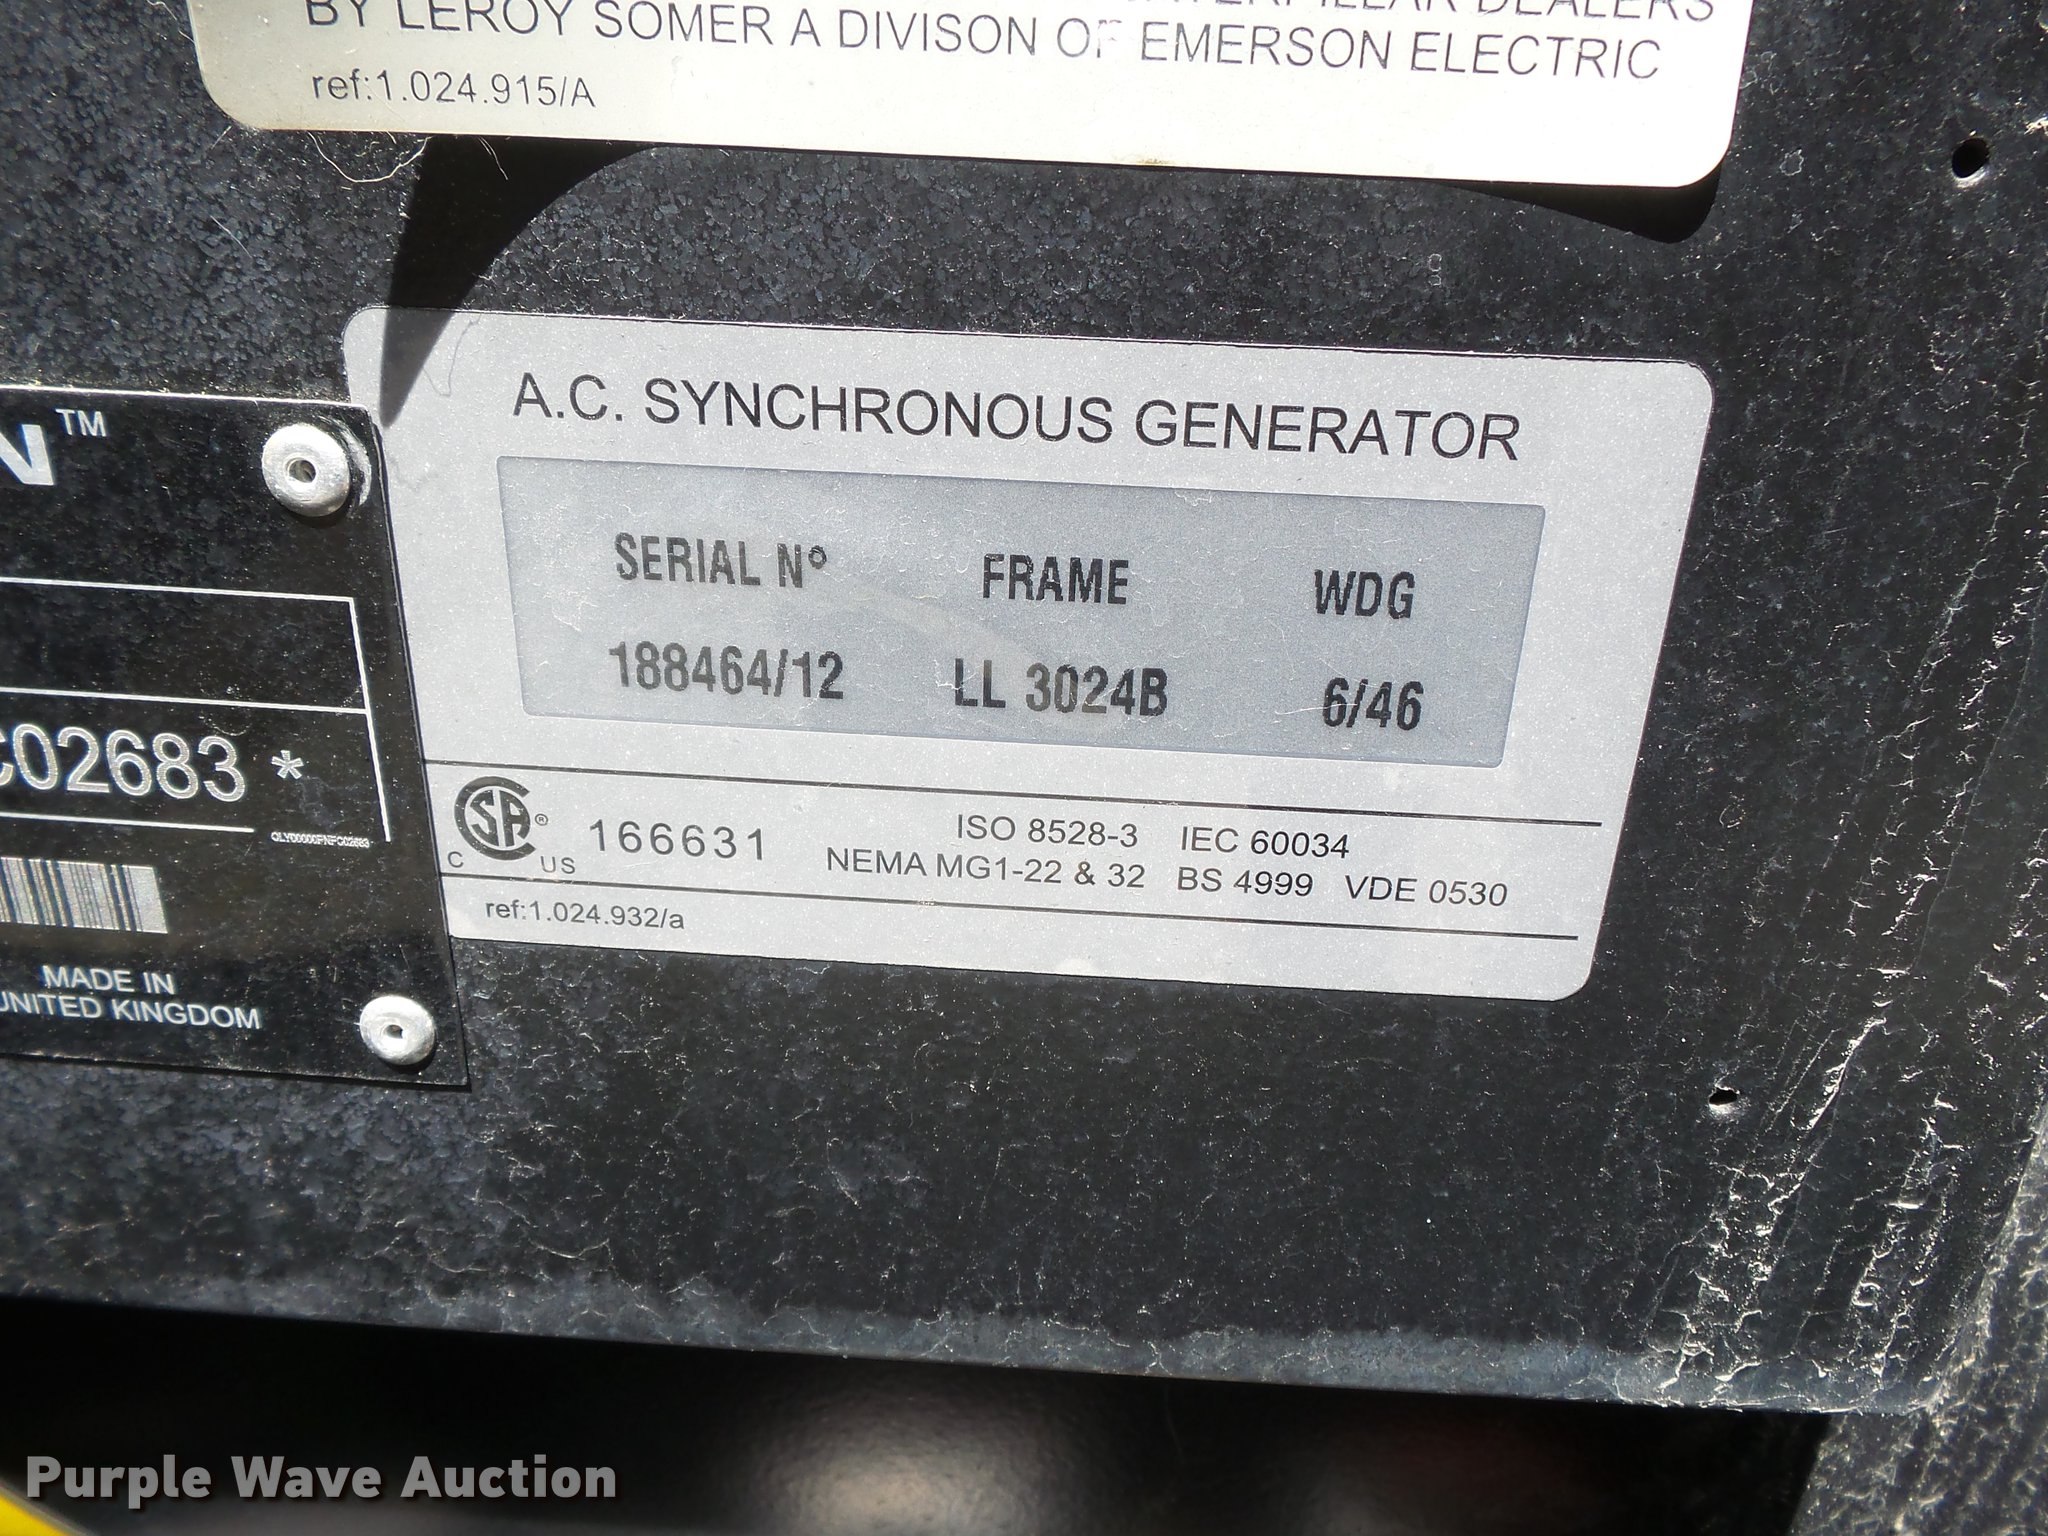 BY LEROY SOMER A DIVISON OF EMERSON ELECTRIC
ref:1.024.915/A
A.C. SYNCHRONOUS GENERATOR
SERIAL N° FRAME WDG
188464/12 LL 3024B 6/46
C SA ® US 166631
ISO 8528-3 IEC 60034
NEMA MG1-22 & 32 BS 4999 VDE 0530
ref:1.024.932/a
N™
C02683*
MADE IN
UNITED KINGDOM
Purple Wave Auction